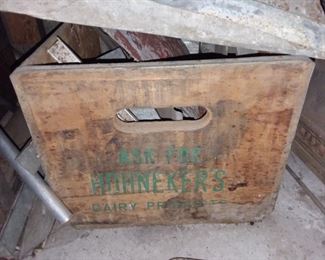 ASK FOR
HOHNEKER'S
DAIRY PRODUCTS